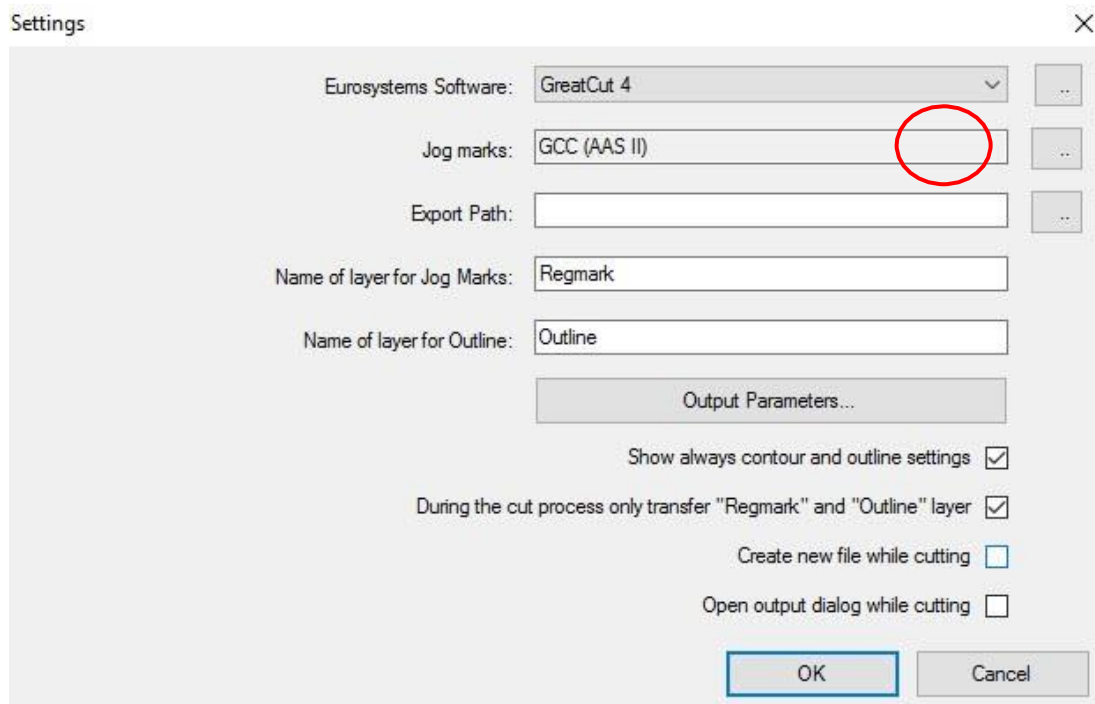 Settings
Eurosystems Software: GreatCut 4 ..
Jog marks: GCC (AAS II) ..
Export Path: ..
Name of layer for Jog Marks: Regmark
Name of layer for Outline: Outline
Output Parameters...
Show always contour and outline settings
During the cut process only transfer "Regmark" and "Outline" layer
Create new file while cutting
Open output dialog while cutting
OK Cancel